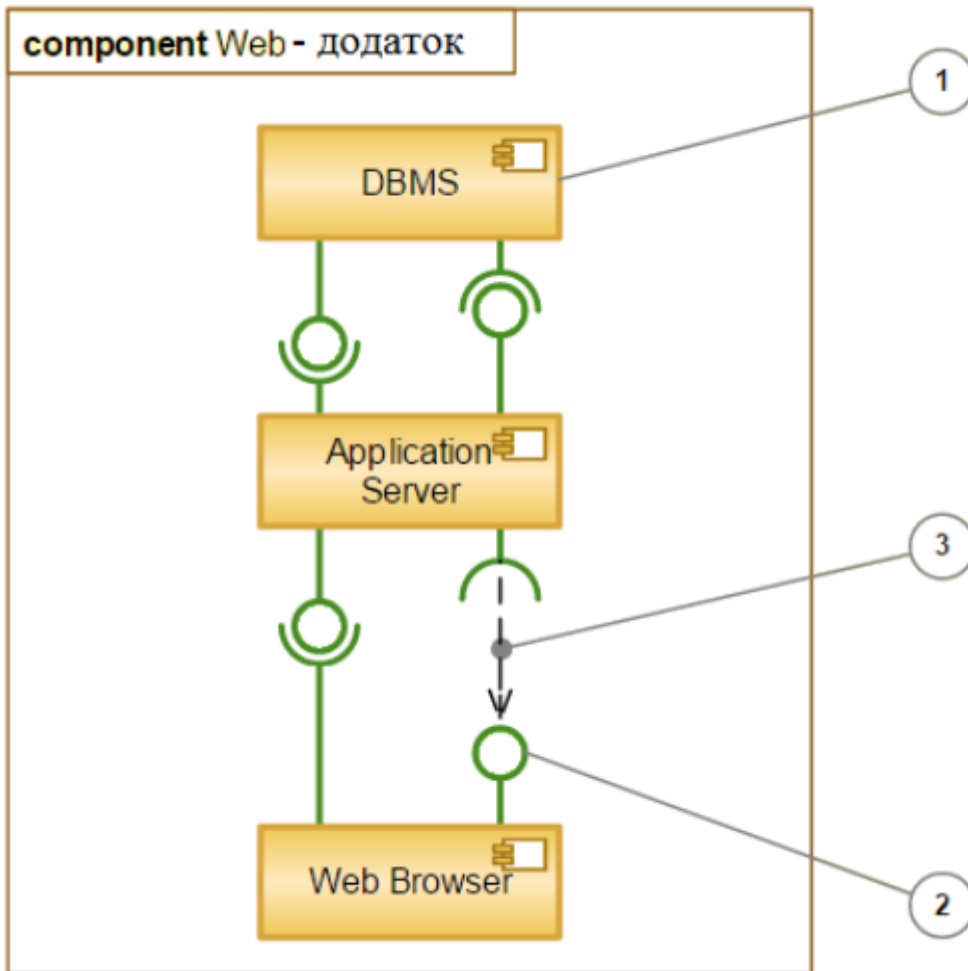 component Web - додаток
1
DBMS
Application
Server
3
Web Browser
2